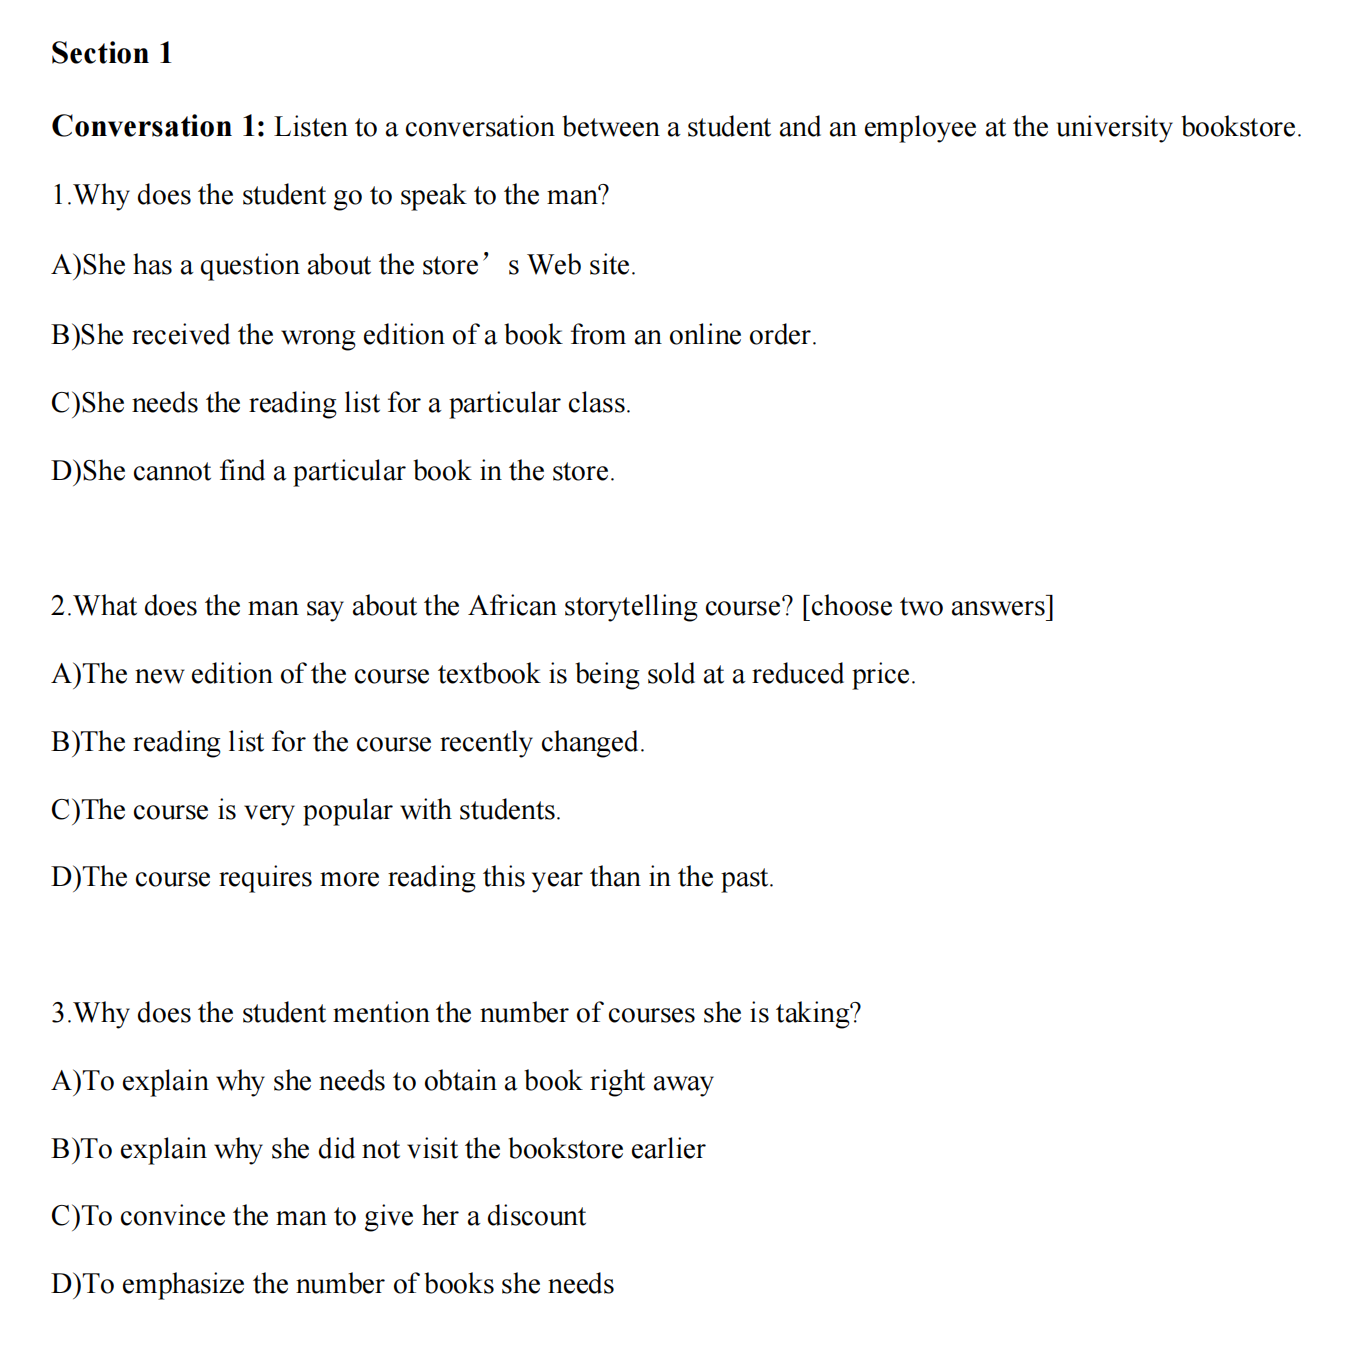 Section 1
Conversation 1: Listen to a conversation between a student and an employee at the university bookstore.
1.Why does the student go to speak to the man?
A)She has a question about the store’s Web site.
B)She received the wrong edition of a book from an online order.
C)She needs the reading list for a particular class.
D)She cannot find a particular book in the store.
2.What does the man say about the African storytelling course? [choose two answers]
A)The new edition of the course textbook is being sold at a reduced price.
B)The reading list for the course recently changed.
C)The course is very popular with students.
D)The course requires more reading this year than in the past.
3.Why does the student mention the number of courses she is taking?
A)To explain why she needs to obtain a book right away
B)To explain why she did not visit the bookstore earlier
C)To convince the man to give her a discount
D)To emphasize the number of books she needs